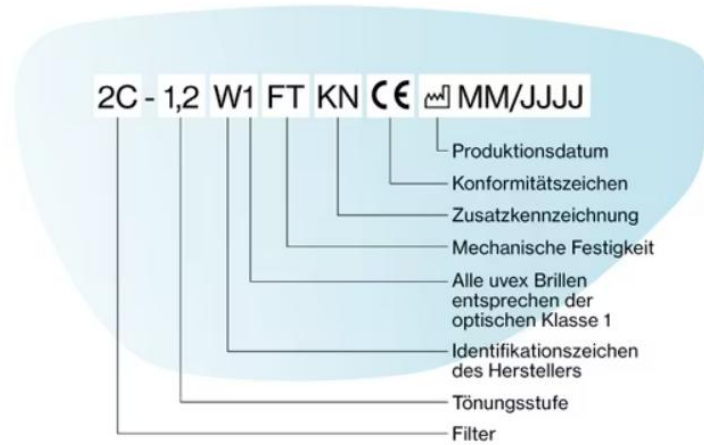 2C - 1,2 W1 FT KN CE MM/JJJJ
Produktionsdatum
Konformitätszeichen
Zusatzkennzeichnung
Mechanische Festigkeit
Alle uvex Brillen
entsprechen der
optischen Klasse 1
Identifikationszeichen
des Herstellers
Tönungsstufe
Filter